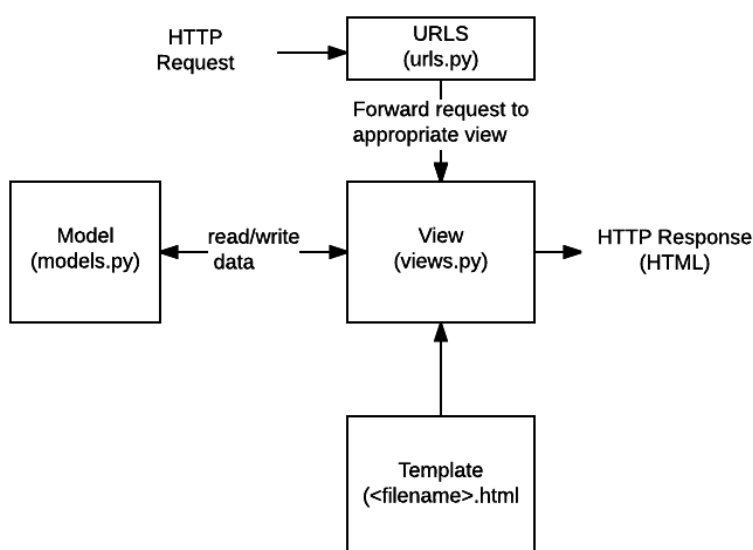 HTTP
Request
URLS
(urls.py)
Forward request to
appropriate view
Model
(models.py)
read/write
data
View
(views.py)
HTTP Response
(HTML)
Template
(<filename>.html